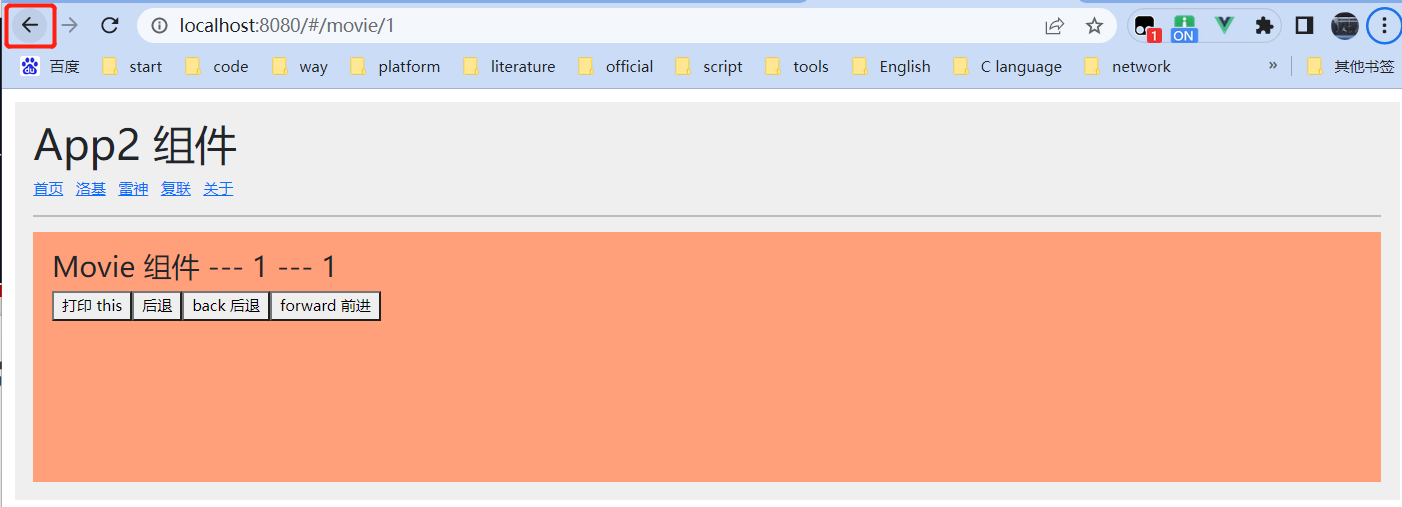 localhost:8080/#/movie/1
1
ON
百度 start code way platform literature official script tools English C language network » 其他书签
App2 组件
首页 洛基 雷神 复联 关于
Movie 组件 --- 1 --- 1
打印 this 后退 back 后退 forward 前进